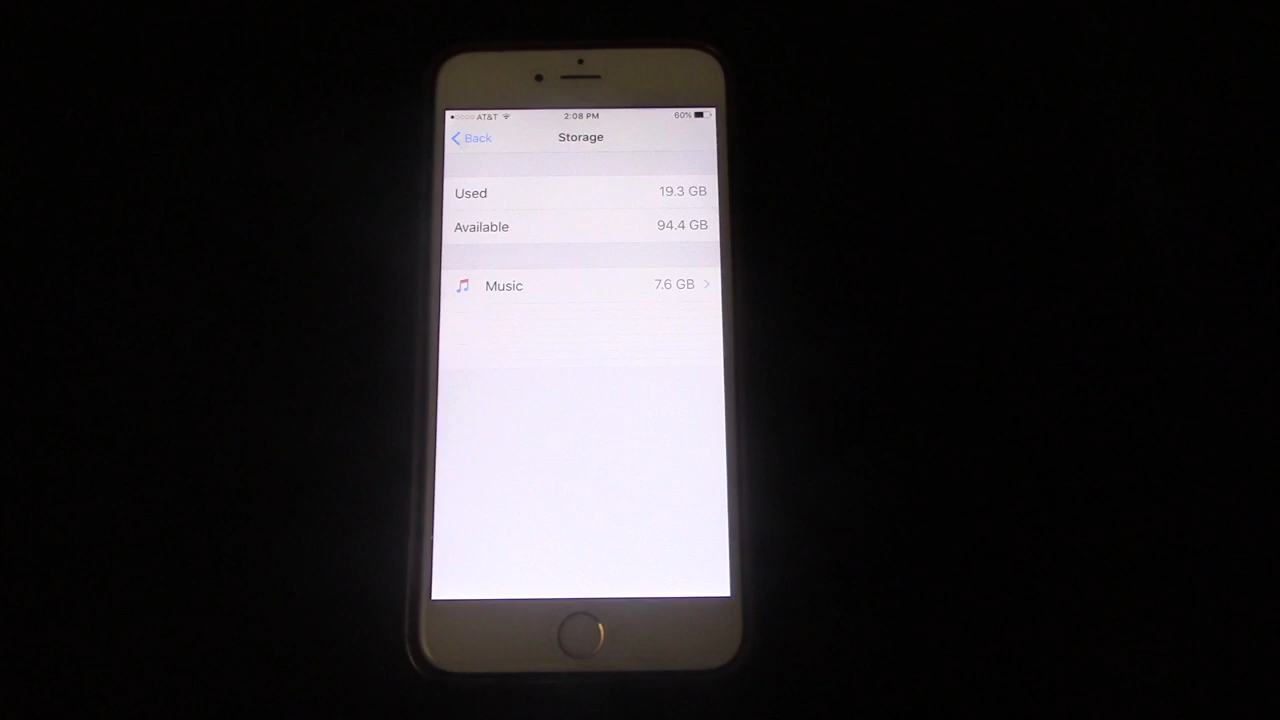 AT&T 2:08 PM 60%
Back Storage
Used 19.3 GB
Available 94.4 GB
Music 7.6 GB